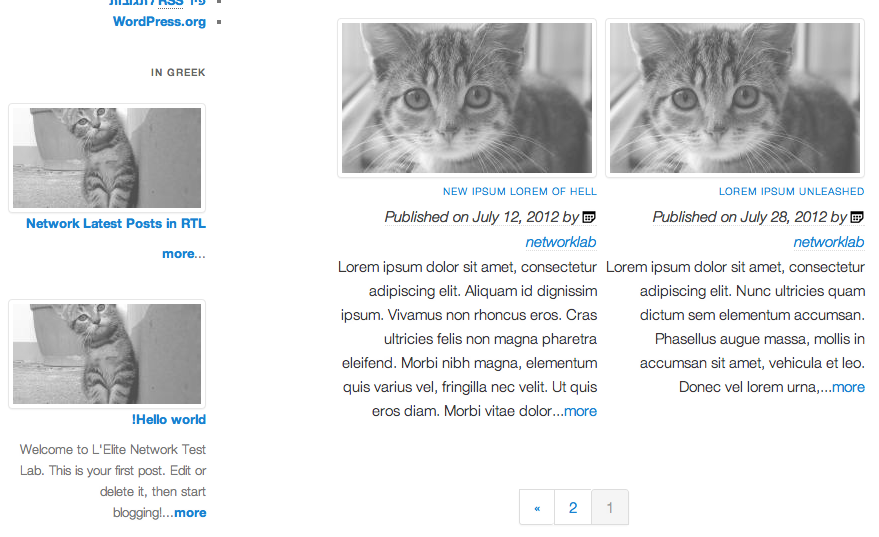 LOREM IPSUM UNLEASHED
Published on July 28, 2012 by
networklab
Lorem ipsum dolor sit amet, consectetur
adipiscing elit. Nunc ultricies quam
dictum sem elementum accumsan.
Phasellus augue massa, mollis in
accumsan sit amet, vehicula et leo.
Donec vel lorem urna,...more
NEW IPSUM LOREM OF HELL
Published on July 12, 2012 by
networklab
Lorem ipsum dolor sit amet, consectetur
adipiscing elit. Aliquam id dignissim
ipsum. Vivamus non rhoncus eros. Cras
ultricies felis non magna pharetra
eleifend. Morbi nibh magna, elementum
quis varius vel, fringilla nec velit. Ut quis
eros diam. Morbi vitae dolor...more
« 2 1
פיד RSS לתגובות
WordPress.org
IN GREEK
Network Latest Posts in RTL
more...
!Hello world
Welcome to L'Elite Network Test
Lab. This is your first post. Edit or
delete it, then start
blogging!...more